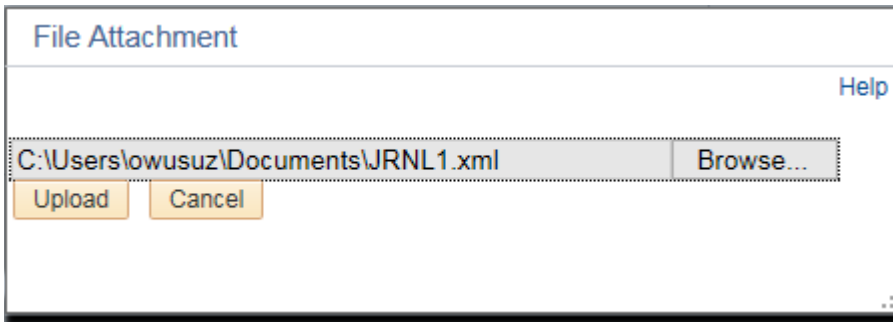 File Attachment
Help
C:\Users\owusuz\Documents\JRNL1.xml Browse...
Upload Cancel